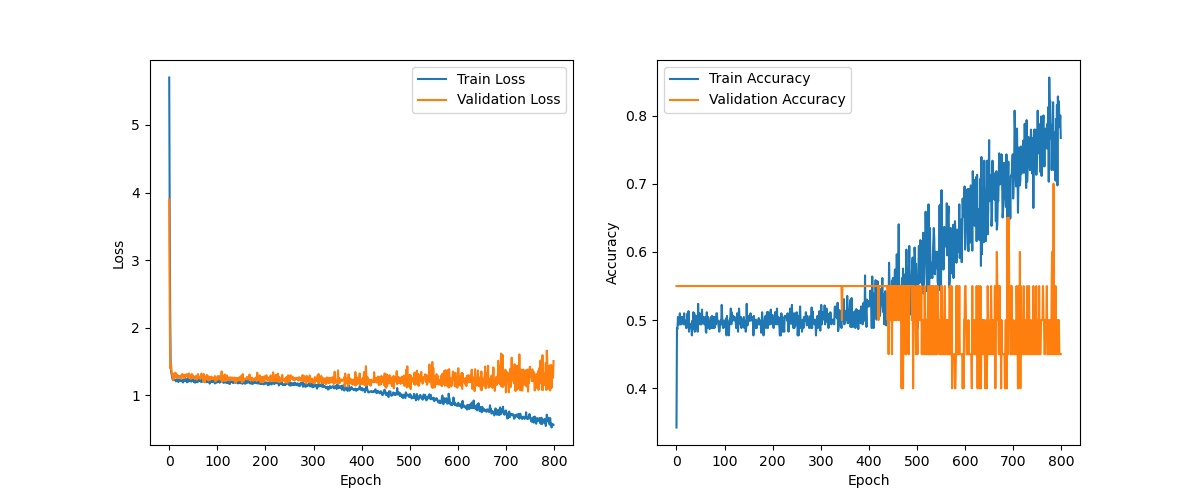 Train Loss
Validation Loss
5
4
3
2
1
Loss
0 100 200 300 400 500 600 700 800
Epoch
Train Accuracy
Validation Accuracy
0.8
0.7
0.6
0.5
0.4
Accuracy
0 100 200 300 400 500 600 700 800
Epoch